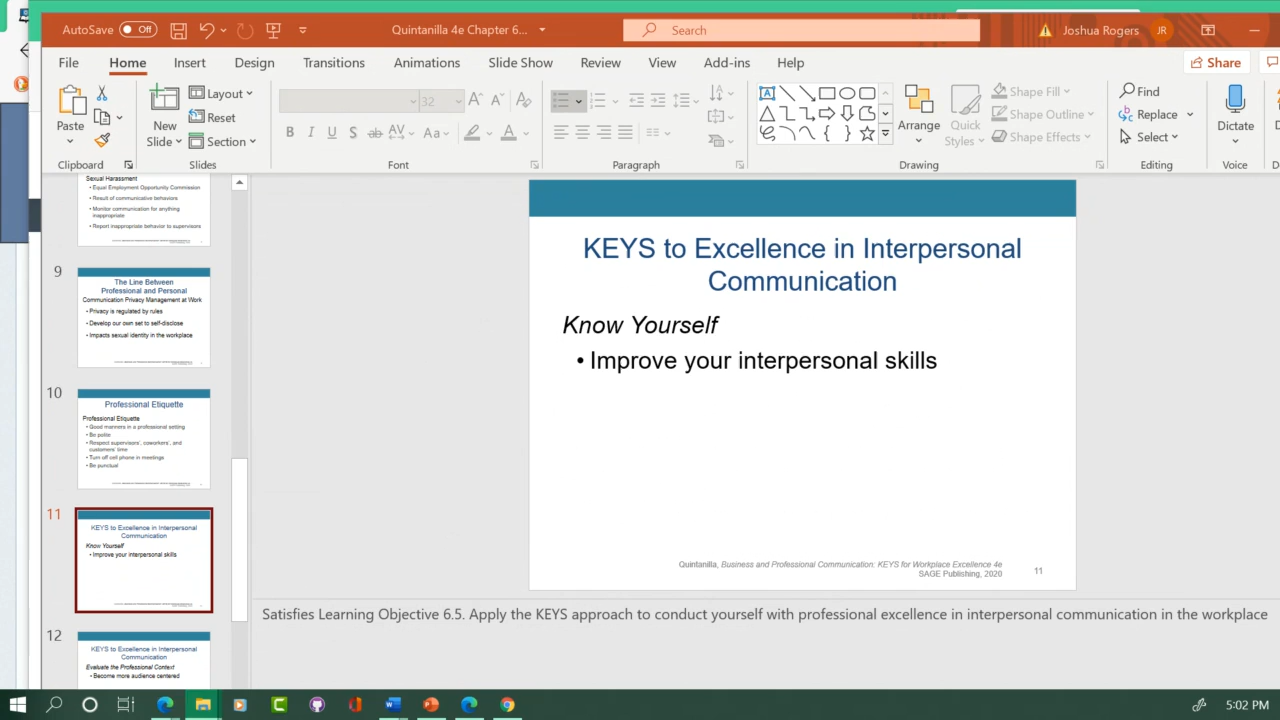 AutoSave Off Quintanilla 4e Chapter 6... Search Joshua Rogers JR
File Home Insert Design Transitions Animations Slide Show Review View Add-ins Help Share
Paste
New
Slide
Layout
Reset
Section
32
B I U S ab AV Aa A
Arrange
Quick
Styles
Shape Fill
Shape Outline
Shape Effects
Find
Replace
Select
Dictate
Clipboard Slides Font Paragraph Drawing Editing Voice
Sexual Harassment
• Equal Employment Opportunity Commission
• Result of communicative behaviors
• Monitor communication for anything
inappropriate
• Report inappropriate behavior to supervisors
9
The Line Between
Professional and Personal
Communication Privacy Management at Work
• Privacy is regulated by rules
• Develop our own set to self-disclose
• Impacts sexual identity in the workplace
10
Professional Etiquette
Professional Etiquette
• Good manners in a professional setting
• Be polite
• Respect supervisors', coworkers', and
customers' time
• Turn off cell phone in meetings
• Be punctual
11
KEYS to Excellence in Interpersonal
Communication
Know Yourself
• Improve your interpersonal skills
12
KEYS to Excellence in Interpersonal
Communication
Evaluate the Professional Context
• Become more audience centered
KEYS to Excellence in Interpersonal
Communication
Know Yourself
• Improve your interpersonal skills
Quintanilla, Business and Professional Communication: KEYS for Workplace Excellence 4e
SAGE Publishing, 2020
11
Satisfies Learning Objective 6.5. Apply the KEYS approach to conduct yourself with professional excellence in interpersonal communication in the workplace
5:02 PM